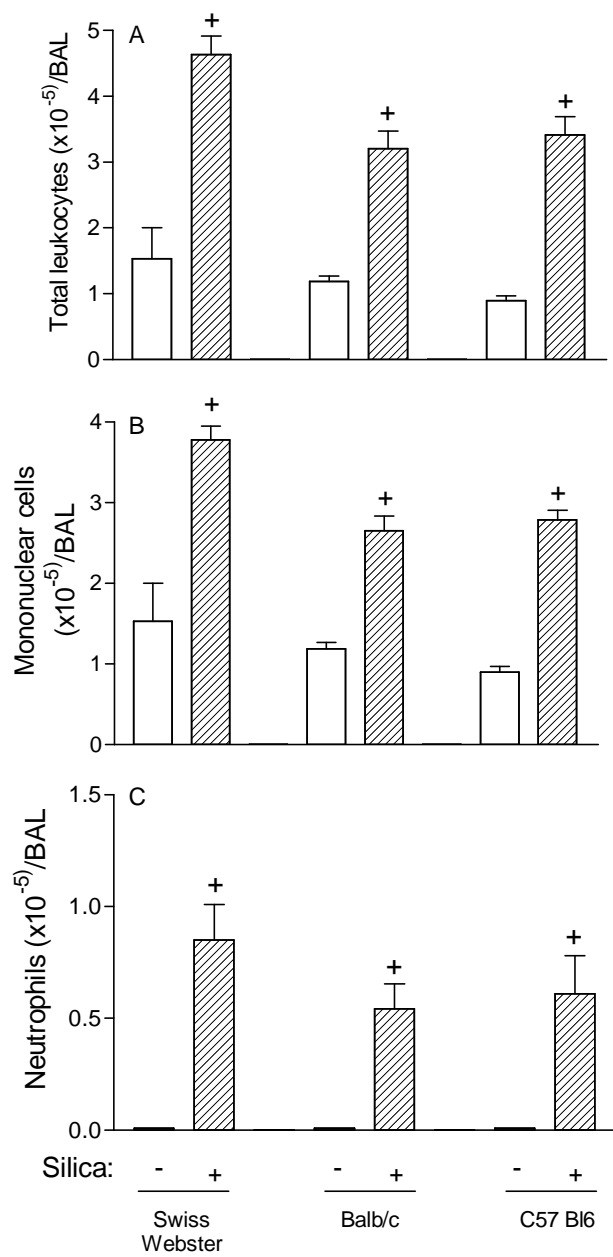 A
Total leukocytes (x10⁻⁵)/BAL
5
4
3
2
1
0
+
+
+
B
Mononuclear cells
(x10⁻⁵)/BAL
4
3
2
1
0
+
+
+
C
Neutrophils (x10⁻⁵)/BAL
1.5
1.0
0.5
0.0
+
+
+
Silica: - + - + - +
Swiss
Webster
Balb/c
C57 Bl6